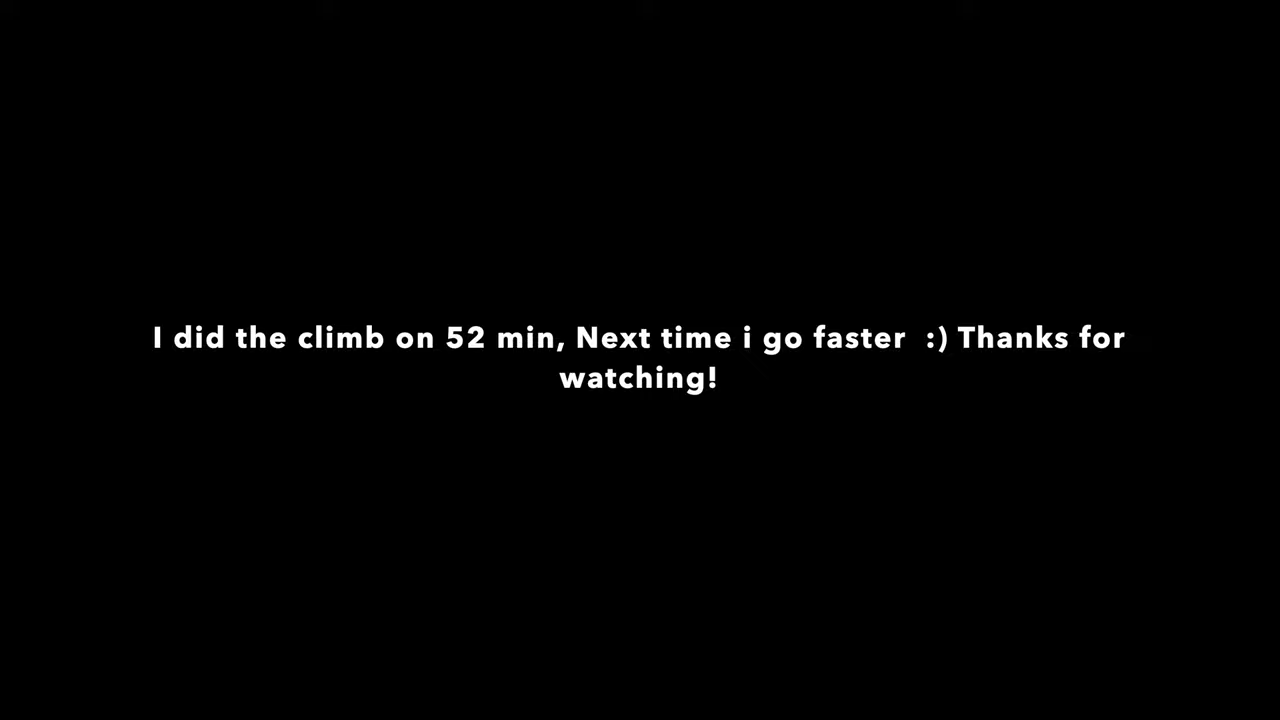 I did the climb on 52 min, Next time i go faster  :) Thanks for
watching!